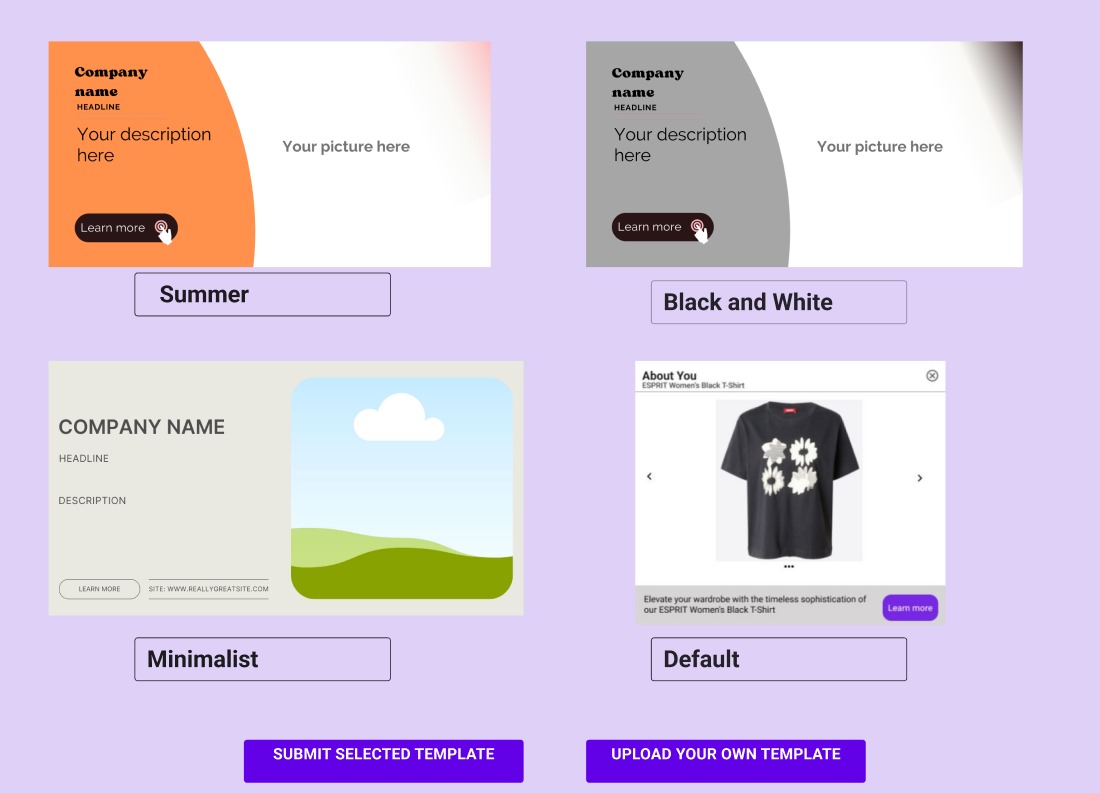 Company
name
HEADLINE
Your description
here
Your picture here
Learn more
Summer
Company
name
HEADLINE
Your description
here
Your picture here
Learn more
Black and White
COMPANY NAME
HEADLINE
DESCRIPTION
LEARN MORE
SITE: WWW.REALLYGREATSITE.COM
Minimalist
About You
ESPRIT Women's Black T-Shirt
Elevate your wardrobe with the timeless sophistication of
our ESPRIT Women's Black T-Shirt
Learn more
Default
SUBMIT SELECTED TEMPLATE
UPLOAD YOUR OWN TEMPLATE